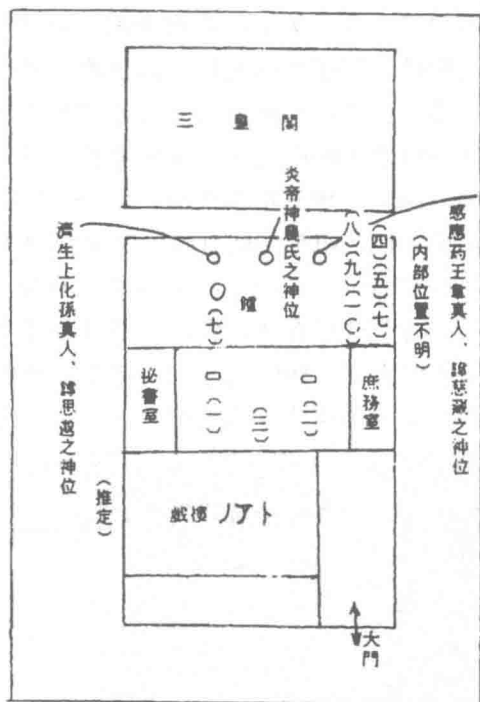 三皇閣
感應药王韋真人、諱慈藏之神位
(内部位置不明)
(四)(五)(七)
(八)(九)(一〇)
炎帝神農氏之神位
(七)
濟生上化孫真人、諱思邈之神位
庶務室
(二)
(三)
(一)
秘書室
戯樓ノアト
(推定)
大門